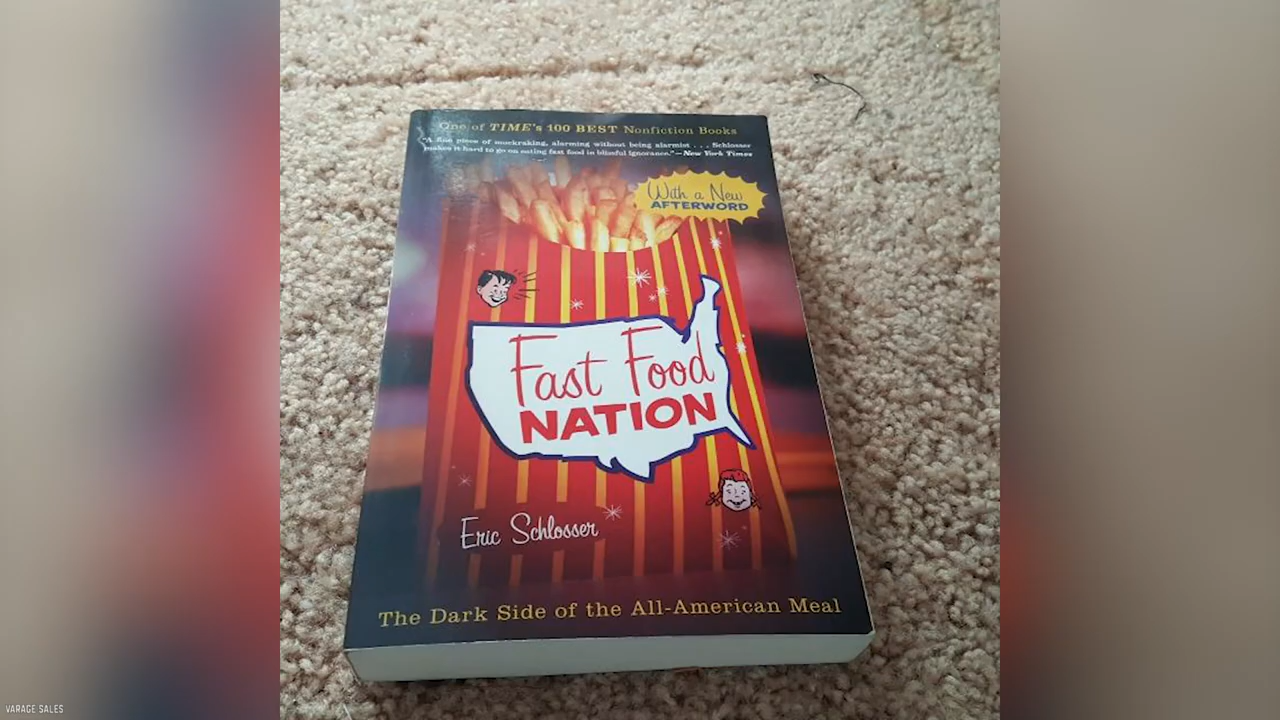 One of TIME's 100 BEST Nonfiction Books
"A fine piece of muckraking, alarming without being alarmist . . . Schlosser
makes it hard to go on eating fast food in blissful ignorance."—New York Times
With a New
AFTERWORD
Fast Food
NATION
Eric Schlosser
The Dark Side of the All-American Meal
VARAGE SALES